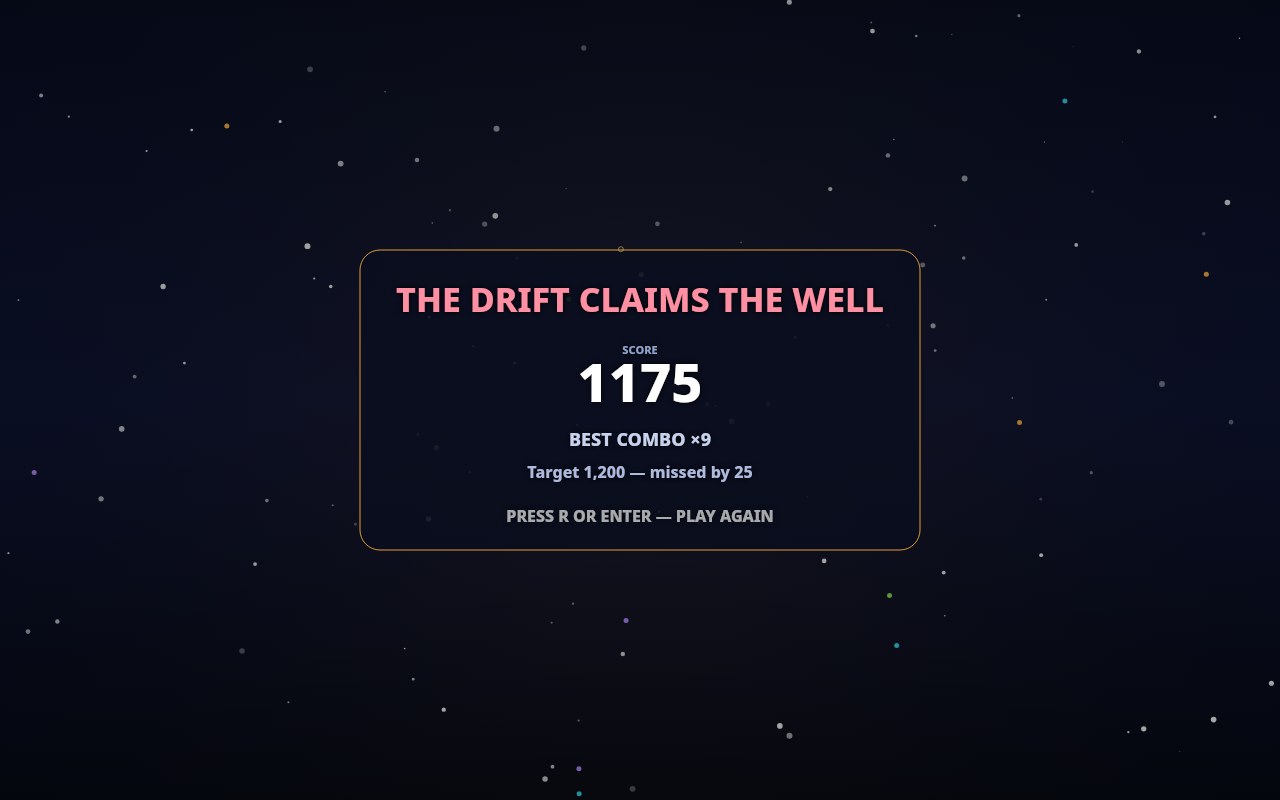 THE DRIFT CLAIMS THE WELL
SCORE
1175
BEST COMBO ×9
Target 1,200 — missed by 25
PRESS R OR ENTER — PLAY AGAIN